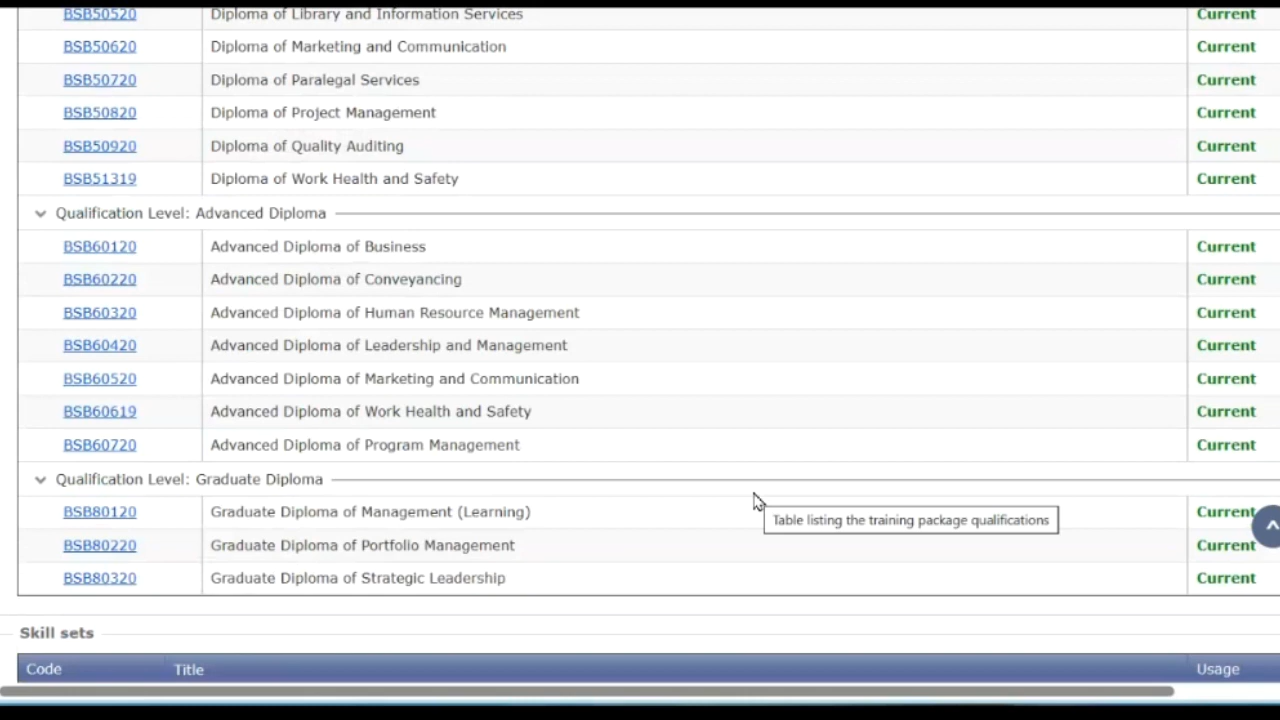 BSB50520 Diploma of Library and Information Services Current
BSB50620 Diploma of Marketing and Communication Current
BSB50720 Diploma of Paralegal Services Current
BSB50820 Diploma of Project Management Current
BSB50920 Diploma of Quality Auditing Current
BSB51319 Diploma of Work Health and Safety Current
Qualification Level: Advanced Diploma
BSB60120 Advanced Diploma of Business Current
BSB60220 Advanced Diploma of Conveyancing Current
BSB60320 Advanced Diploma of Human Resource Management Current
BSB60420 Advanced Diploma of Leadership and Management Current
BSB60520 Advanced Diploma of Marketing and Communication Current
BSB60619 Advanced Diploma of Work Health and Safety Current
BSB60720 Advanced Diploma of Program Management Current
Qualification Level: Graduate Diploma
BSB80120 Graduate Diploma of Management (Learning) Current
Table listing the training package qualifications
BSB80220 Graduate Diploma of Portfolio Management Current
BSB80320 Graduate Diploma of Strategic Leadership Current
Skill sets
Code Title Usage